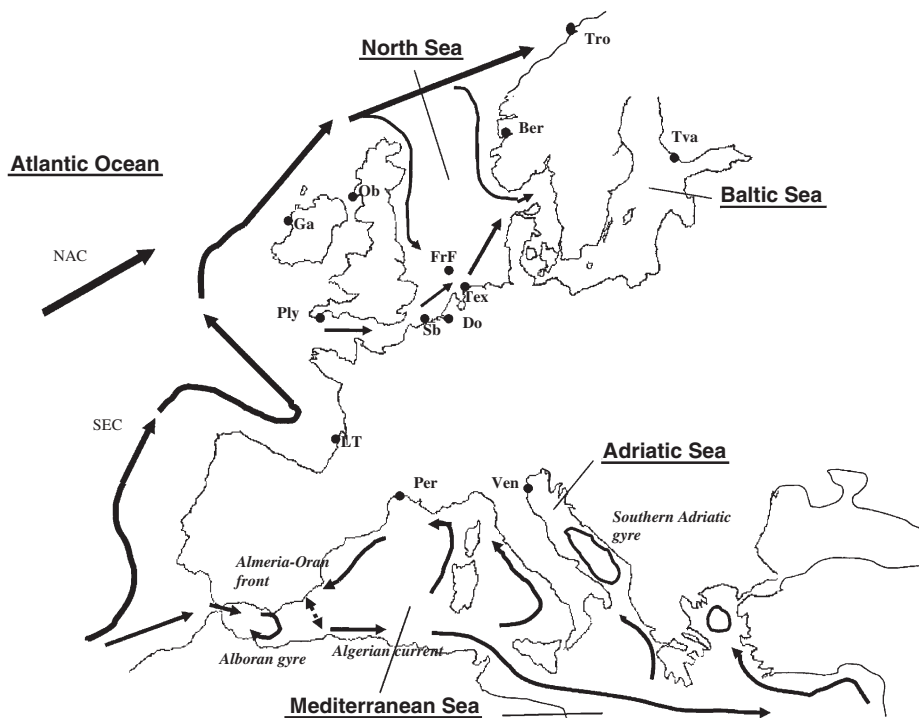 North Sea
Tro
Ber
Tva
Atlantic Ocean
Ob
Baltic Sea
Ga
NAC
FrF
Tex
Ply
Sb
Do
SEC
LT
Adriatic Sea
Per
Ven
Southern Adriatic
gyre
Almeria-Oran
front
Alboran gyre
Algerian current
Mediterranean Sea